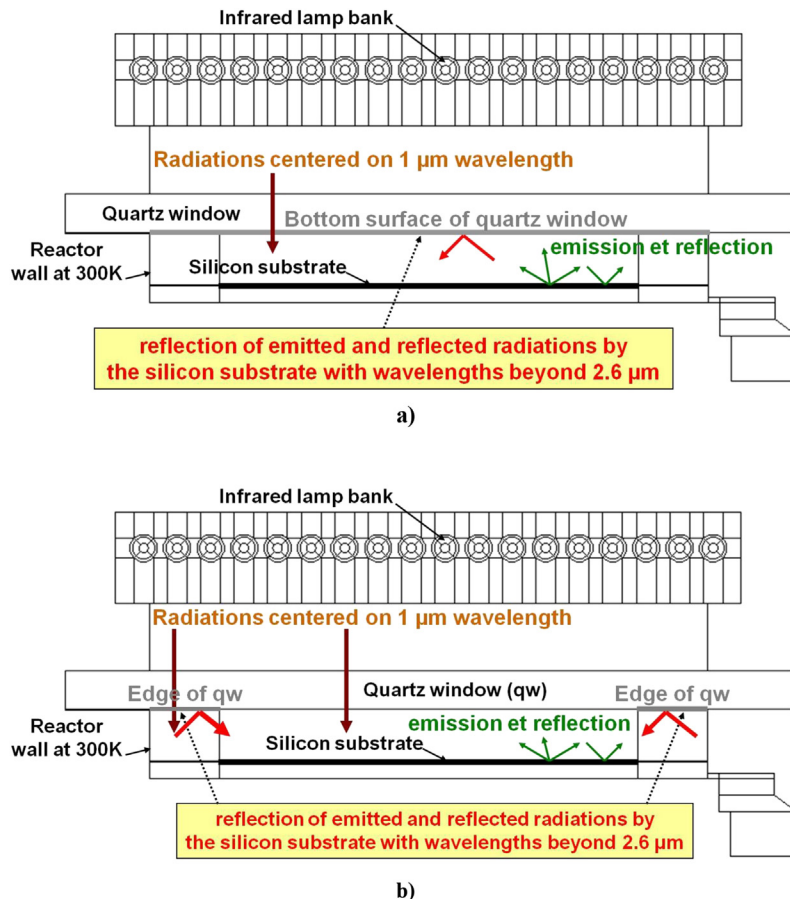 Infrared lamp bank
Radiations centered on 1 µm wavelength
Quartz window
Bottom surface of quartz window
Reactor
wall at 300K
emission et reflection
Silicon substrate
reflection of emitted and reflected radiations by
the silicon substrate with wavelengths beyond 2.6 µm
a)
Infrared lamp bank
Radiations centered on 1 µm wavelength
Edge of qw
Quartz window (qw)
Edge of qw
Reactor
wall at 300K
emission et reflection
Silicon substrate
reflection of emitted and reflected radiations by
the silicon substrate with wavelengths beyond 2.6 µm
b)